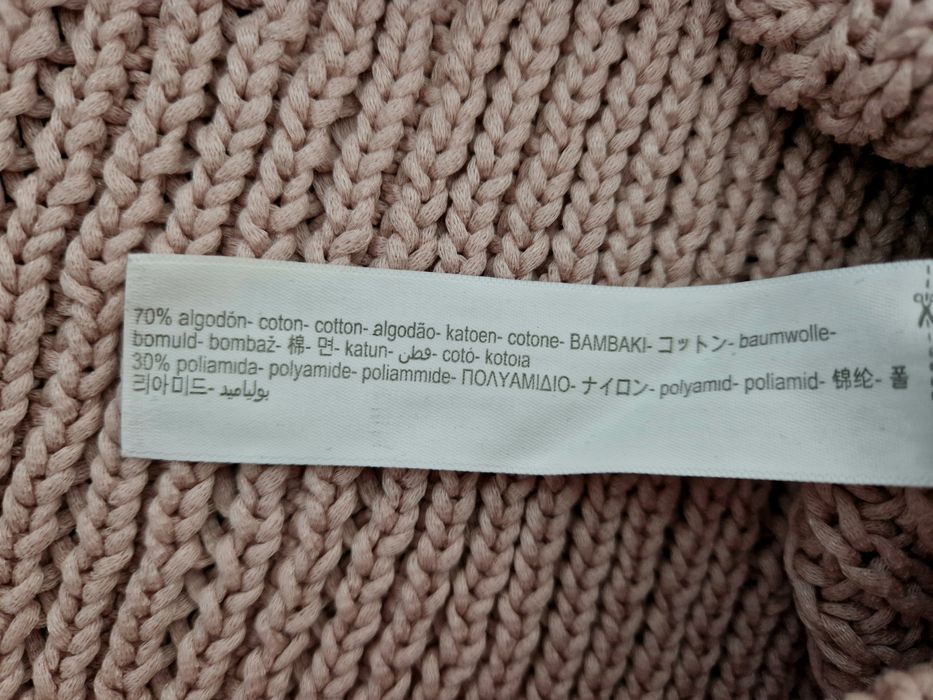 70% algodón- coton- cotton- algodão- katoen- cotone- ΒΑΜΒΑΚΙ- コットン- baumwolle-
bomuld- bombaž- 棉- 면- katun- قطن- cotó- kotoia
30% poliamida- polyamide- poliammide- ΠΟΛΥΑΜΙΔΙΟ- ナイロン- polyamid- poliamid- 锦纶- 폴
리아미드- بولياميد